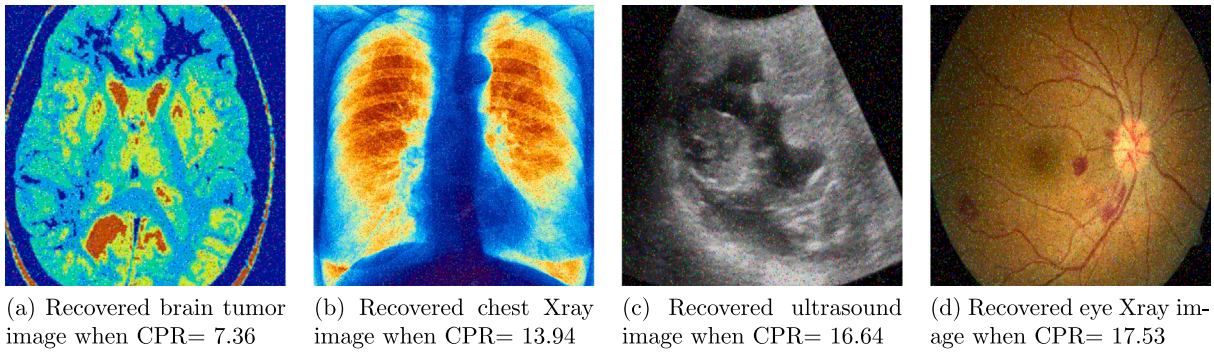 (a) Recovered brain tumor
image when CPR= 7.36
(b) Recovered chest Xray
image when CPR= 13.94
(c) Recovered ultrasound
image when CPR= 16.64
(d) Recovered eye Xray im-
age when CPR= 17.53